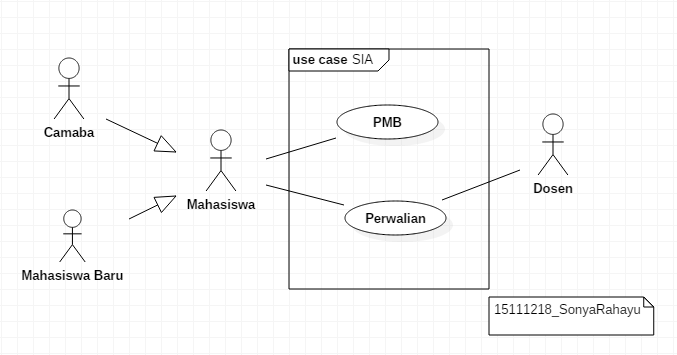 use case SIA
Camaba
PMB
Mahasiswa
Dosen
Perwalian
Mahasiswa Baru
15111218_SonyaRahayu